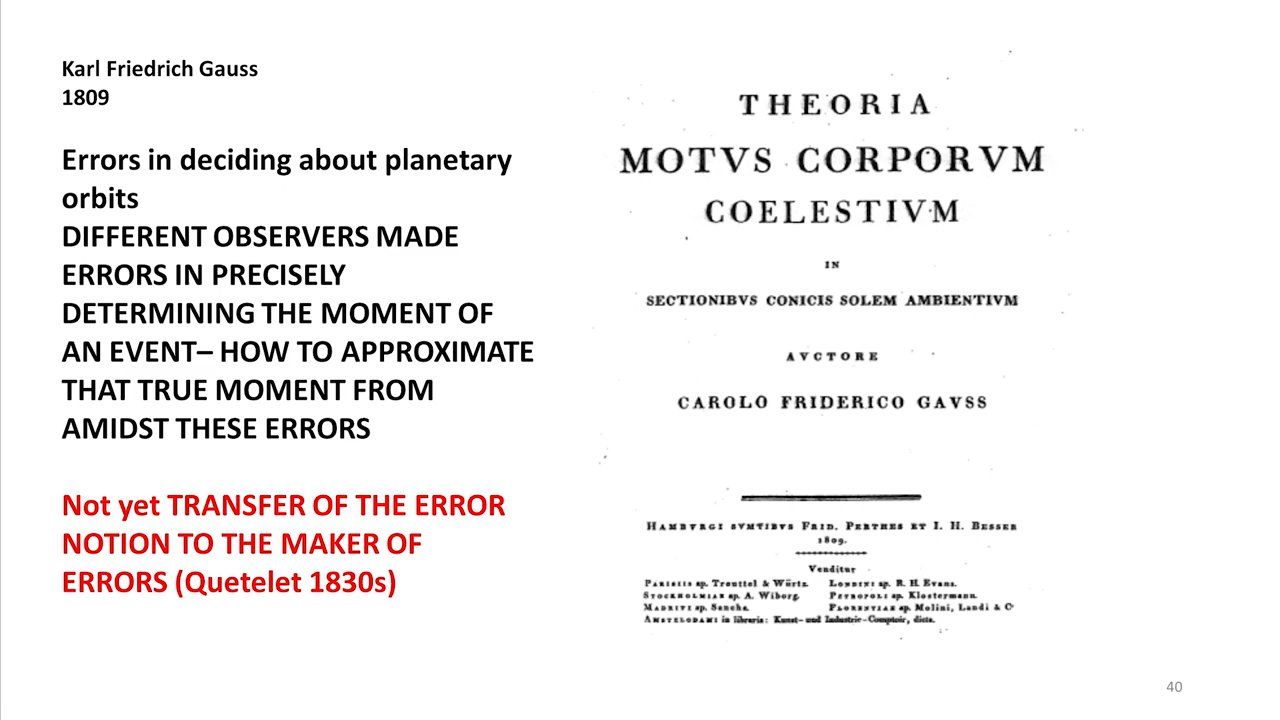 Karl Friedrich Gauss
1809
Errors in deciding about planetary
orbits
DIFFERENT OBSERVERS MADE
ERRORS IN PRECISELY
DETERMINING THE MOMENT OF
AN EVENT– HOW TO APPROXIMATE
THAT TRUE MOMENT FROM
AMIDST THESE ERRORS
Not yet TRANSFER OF THE ERROR
NOTION TO THE MAKER OF
ERRORS (Quetelet 1830s)
THEORIA
MOTVS CORPORVM
COELESTIVM
IN
SECTIONIBVS CONICIS SOLEM AMBIENTIVM
AVCTORE
CAROLO FRIDERICO GAVSS
HAMBVRGI SVMTIBVS FRID. PERTHES ET I. H. BESSER
1809.
Venditur
PARISIIS ap. Treuttel & Würtz. LONDINI ap. R. H. Evans.
STOCKHOLMIAE ap. A. Wiborg. PETROPOLI ap. Klostermann.
MADRITI ap. Sancha. FLORENTIAE ap. Molini, Landi & C
AMSTELODAMI in libraria: Kunst- und Industrie-Comptoir, dicta.
40